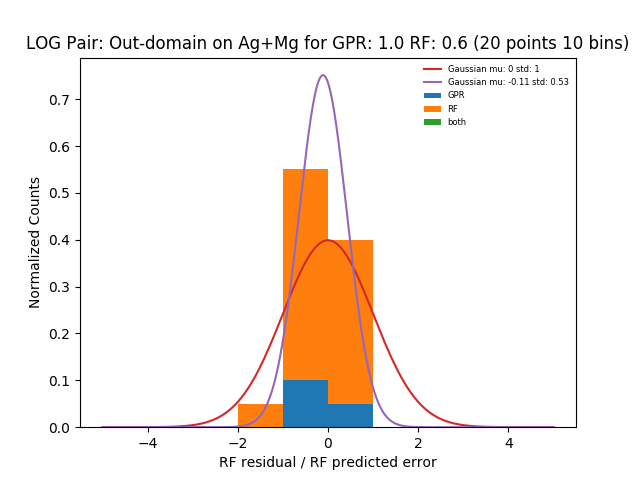 LOG Pair: Out-domain on Ag+Mg for GPR: 1.0 RF: 0.6 (20 points 10 bins)
Gaussian mu: 0 std: 1
Gaussian mu: -0.11 std: 0.53
GPR
RF
both
Normalized Counts
0.7
0.6
0.5
0.4
0.3
0.2
0.1
0.0
−4 −2 0 2 4
RF residual / RF predicted error